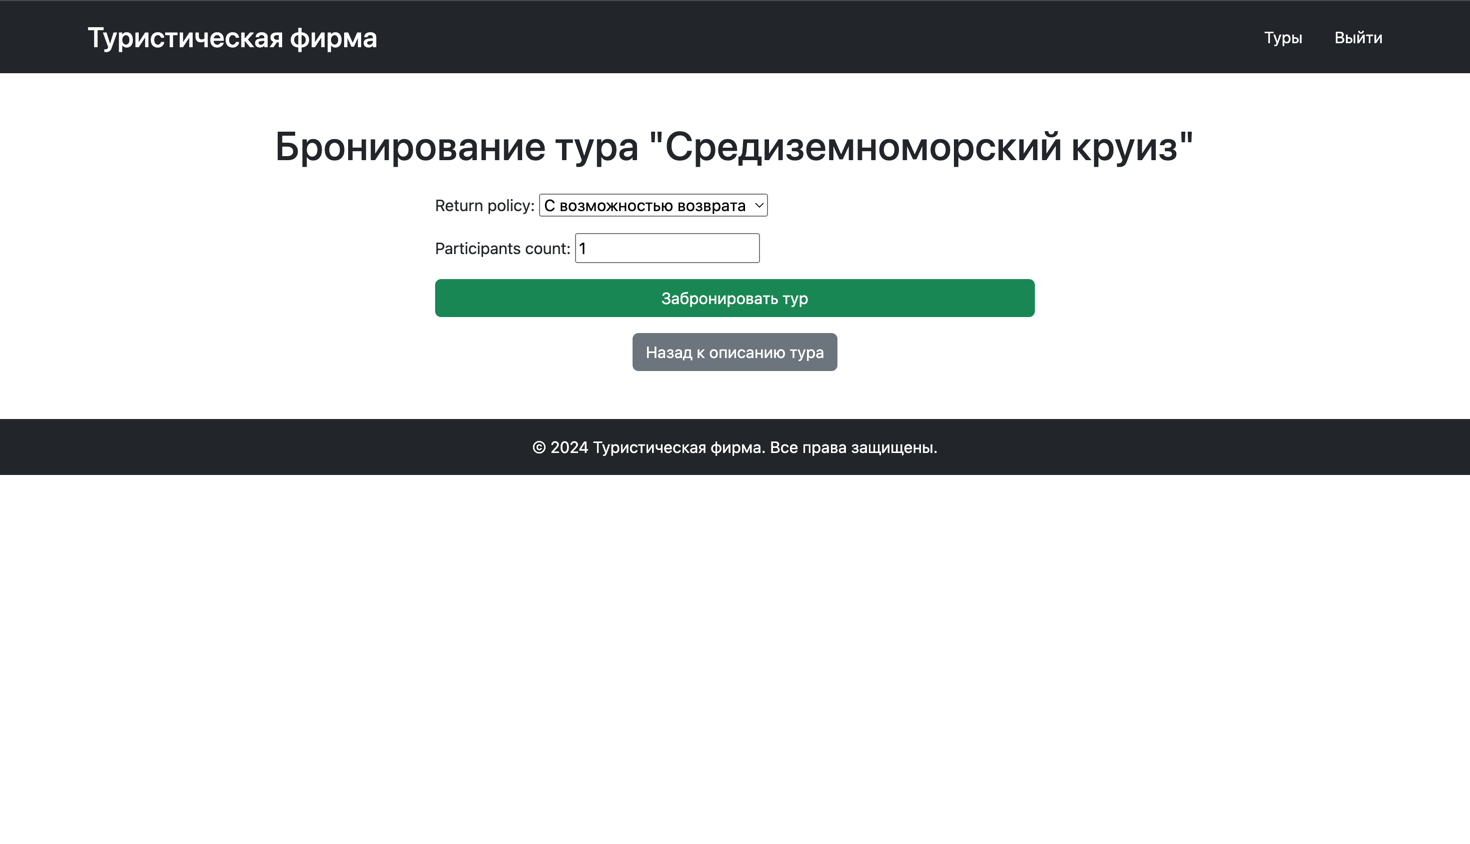 Туристическая фирма
Туры
Выйти
Бронирование тура "Средиземноморский круиз"
Return policy: С возможностью возврата
Participants count: 1
Забронировать тур
Назад к описанию тура
© 2024 Туристическая фирма. Все права защищены.